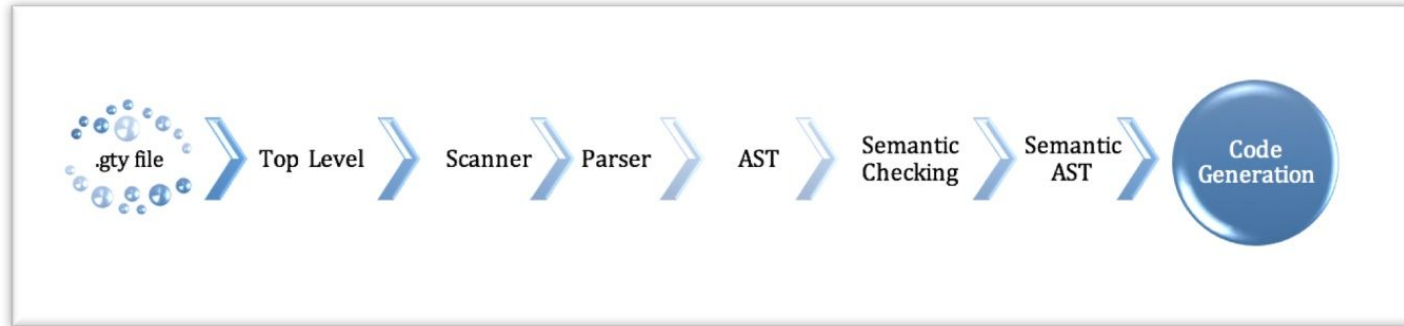 .gty file
Top Level
Scanner
Parser
AST
Semantic
Checking
Semantic
AST
Code
Generation